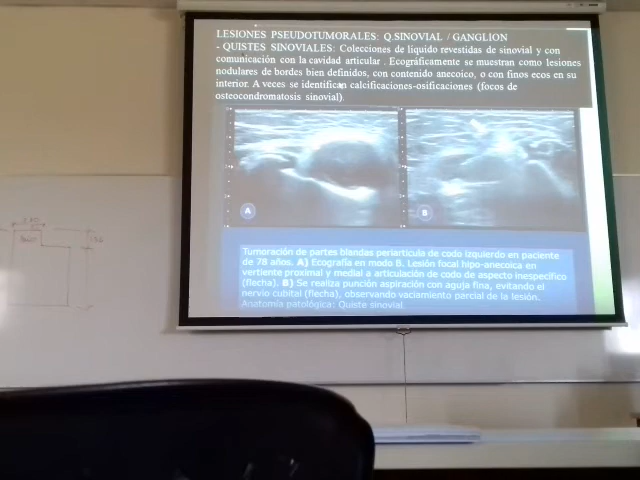 LESIONES PSEUDOTUMORALES: Q.SINOVIAL / GANGLION
- QUISTES SINOVIALES: Colecciones de líquido revestidas de sinovial y con
comunicación con la cavidad articular . Ecográficamente se muestran como lesiones
nodulares de bordes bien definidos, con contenido anecoico, o con finos ecos en su
interior. A veces se identifican calcificaciones-osificaciones (focos de
osteocondromatosis sinovial).
A
B
Tumoración de partes blandas periarticula de codo izquierdo en paciente
de 78 años. A) Ecografía en modo B. Lesión focal hipo-anecoica en
vertiente proximal y medial a articulación de codo de aspecto inespecífico
(flecha). B) Se realiza punción aspiración con aguja fina, evitando el
nervio cubital (flecha), observando vaciamiento parcial de la lesión.
Anatomía patológica: Quiste sinovial.